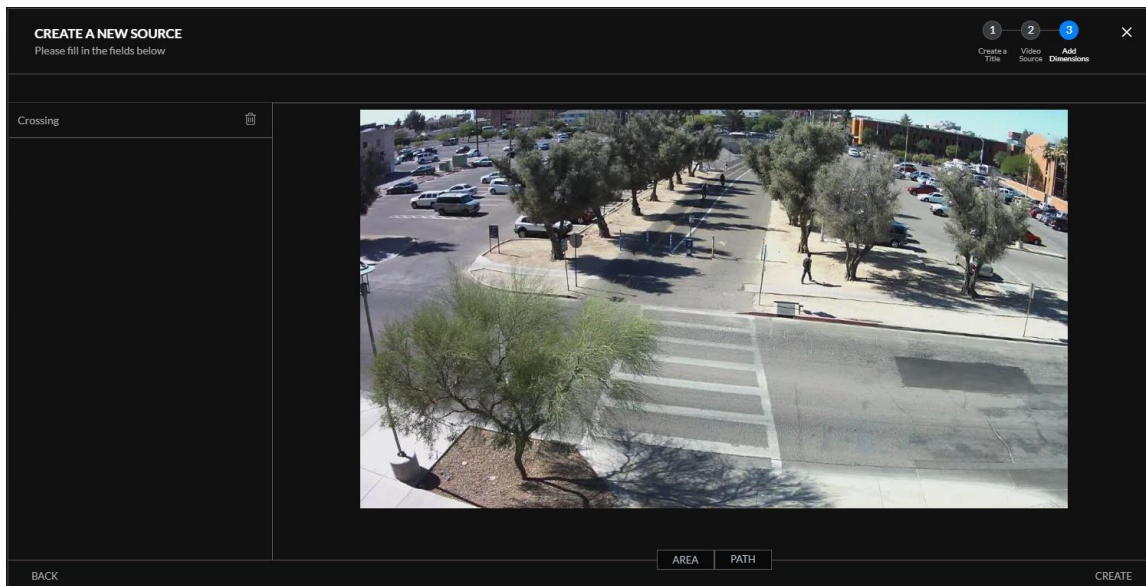 CREATE A NEW SOURCE
Please fill in the fields below
1 2 3
Create a Title
Video Source
Add Dimensions
Crossing
AREA PATH
BACK
CREATE